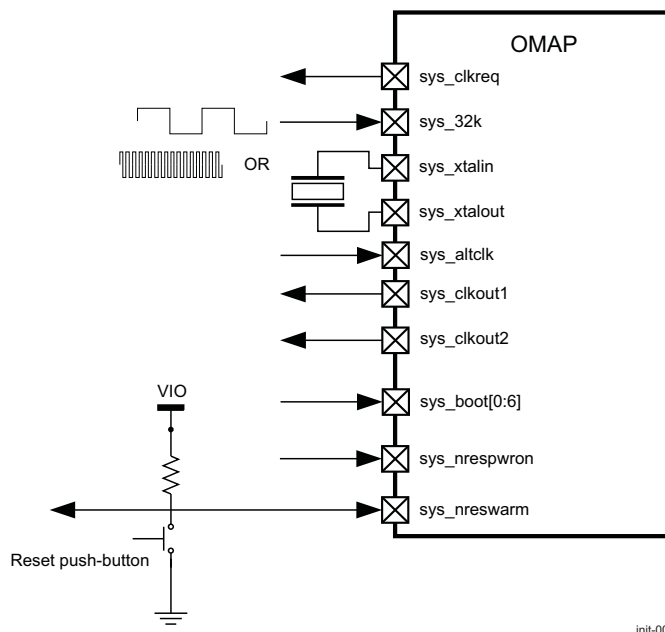 OMAP
sys_clkreq
sys_32k
OR
sys_xtalin
sys_xtalout
sys_altclk
sys_clkout1
sys_clkout2
VIO
sys_boot[0:6]
sys_nrespwron
sys_nreswarm
Reset push-button